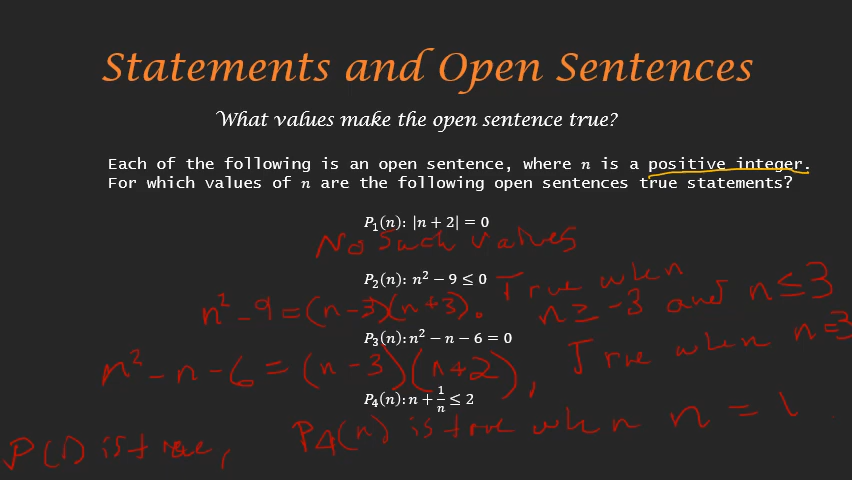 Statements and Open Sentences
What values make the open sentence true?
Each of the following is an open sentence, where n is a positive integer.
For which values of n are the following open sentences true statements?
P₁(n): |n + 2| = 0
No such values
P₂(n): n² − 9 ≤ 0
n² - 9 = (n-3)(n+3). True when
n ≥ -3 and n ≤ 3
P₃(n): n² − n − 6 = 0
n² - n - 6 = (n-3)(n+2), True when n=3
P₄(n): n + 1/n ≤ 2
P(1) is true, P₄(n) is true when n = 1